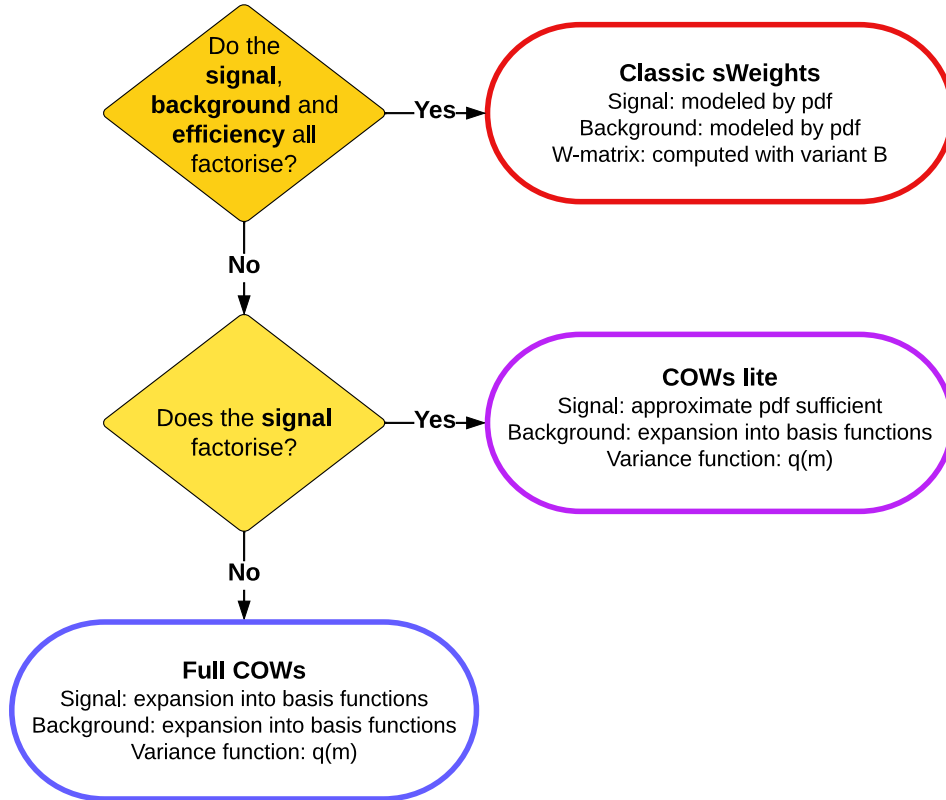 Do the
signal,
background and
efficiency all
factorise?
Yes
Classic sWeights
Signal: modeled by pdf
Background: modeled by pdf
W-matrix: computed with variant B
No
Does the signal
factorise?
Yes
COWs lite
Signal: approximate pdf sufficient
Background: expansion into basis functions
Variance function: q(m)
No
Full COWs
Signal: expansion into basis functions
Background: expansion into basis functions
Variance function: q(m)